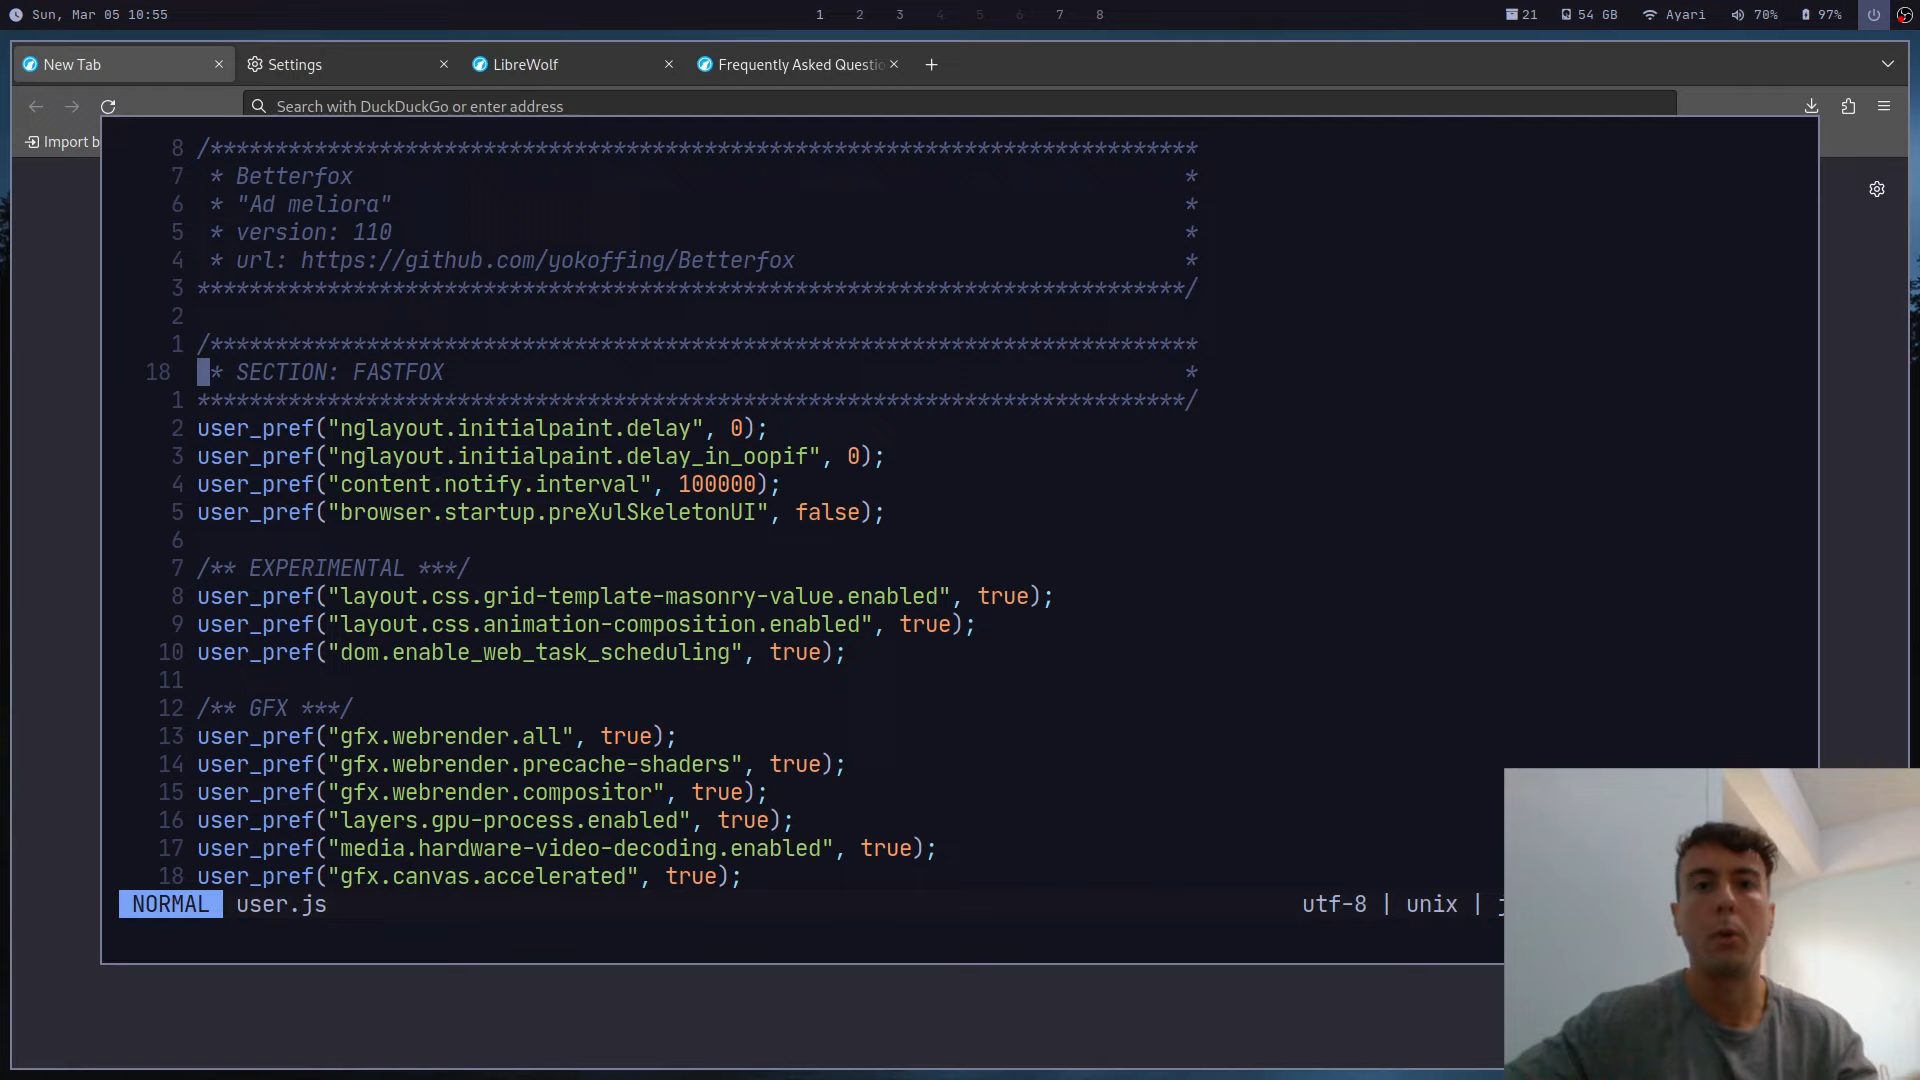 Sun, Mar 05 10:55
1 2 3 4 5 6 7 8
21 54 GB Ayari 70% 97%
New Tab
Settings
LibreWolf
Frequently Asked Questio
Search with DuckDuckGo or enter address
Import b
8 /****************************************************************************
7 * Betterfox *
6 * "Ad meliora" *
5 * version: 110 *
4 * url: https://github.com/yokoffing/Betterfox *
3 ****************************************************************************/
2
1 /****************************************************************************
18 * SECTION: FASTFOX *
1 ****************************************************************************/
2 user_pref("nglayout.initialpaint.delay", 0);
3 user_pref("nglayout.initialpaint.delay_in_oopif", 0);
4 user_pref("content.notify.interval", 100000);
5 user_pref("browser.startup.preXulSkeletonUI", false);
6
7 /** EXPERIMENTAL ***/
8 user_pref("layout.css.grid-template-masonry-value.enabled", true);
9 user_pref("layout.css.animation-composition.enabled", true);
10 user_pref("dom.enable_web_task_scheduling", true);
11
12 /** GFX ***/
13 user_pref("gfx.webrender.all", true);
14 user_pref("gfx.webrender.precache-shaders", true);
15 user_pref("gfx.webrender.compositor", true);
16 user_pref("layers.gpu-process.enabled", true);
17 user_pref("media.hardware-video-decoding.enabled", true);
18 user_pref("gfx.canvas.accelerated", true);
NORMAL user.js utf-8 | unix |